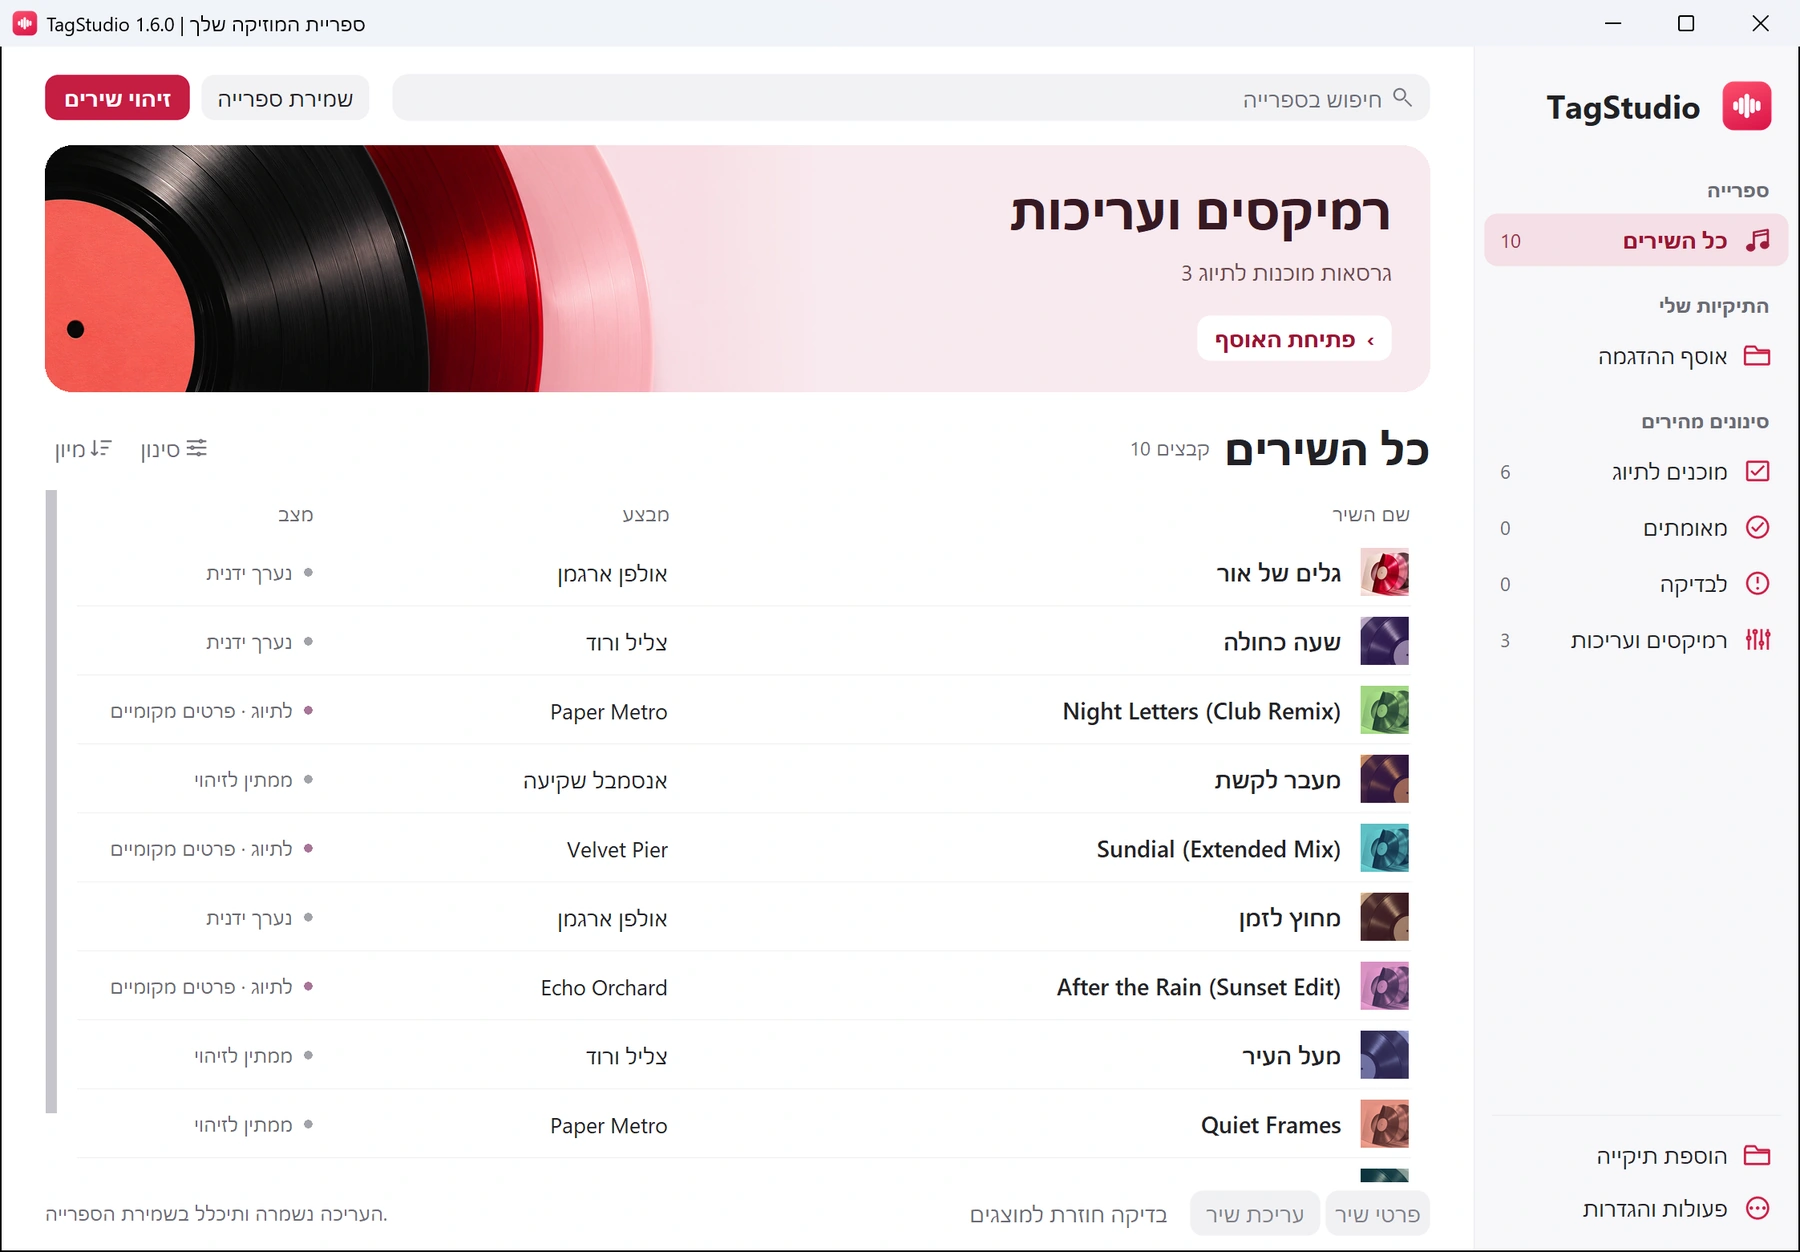 TagStudio 1.6.0 | ספריית המוזיקה שלך
TagStudio
ספרייה
כל השירים 10
התיקיות שלי
אוסף ההדגמה
סינונים מהירים
מוכנים לתיוג 6
מאומתים 0
לבדיקה 0
רמיקסים ועריכות 3
הוספת תיקייה
פעולות והגדרות
חיפוש בספרייה
שמירת ספרייה
זיהוי שירים
רמיקסים ועריכות
גרסאות מוכנות לתיוג 3
› פתיחת האוסף
כל השירים קבצים 10
סינון מיון
שם השיר מבצע מצב
גלים של אור אולפן ארגמן נערך ידנית
שעה כחולה צליל ורוד נערך ידנית
Night Letters (Club Remix) Paper Metro לתיוג · פרטים מקומיים
מעבר לקשת אנסמבל שקיעה ממתין לזיהוי
Sundial (Extended Mix) Velvet Pier לתיוג · פרטים מקומיים
מחוץ לזמן אולפן ארגמן נערך ידנית
After the Rain (Sunset Edit) Echo Orchard לתיוג · פרטים מקומיים
מעל העיר צליל ורוד ממתין לזיהוי
Quiet Frames Paper Metro ממתין לזיהוי
פרטי שיר עריכת שיר בדיקה חוזרת למוצגים
העריכה נשמרה ותיכלל בשמירת הספרייה.